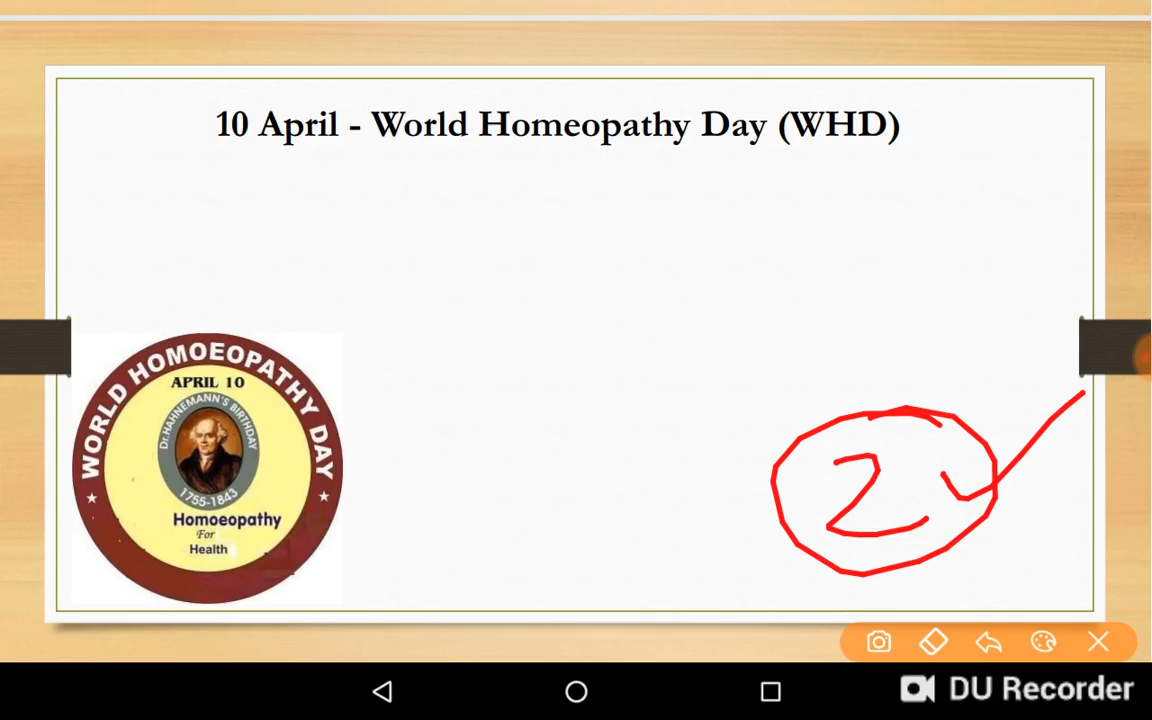 10 April - World Homeopathy Day (WHD)
WORLD HOMOEOPATHY DAY
APRIL 10
Dr.HAHNEMANN'S BIRTHDAY
1755-1843
Homoeopathy
For
Health
2
DU Recorder